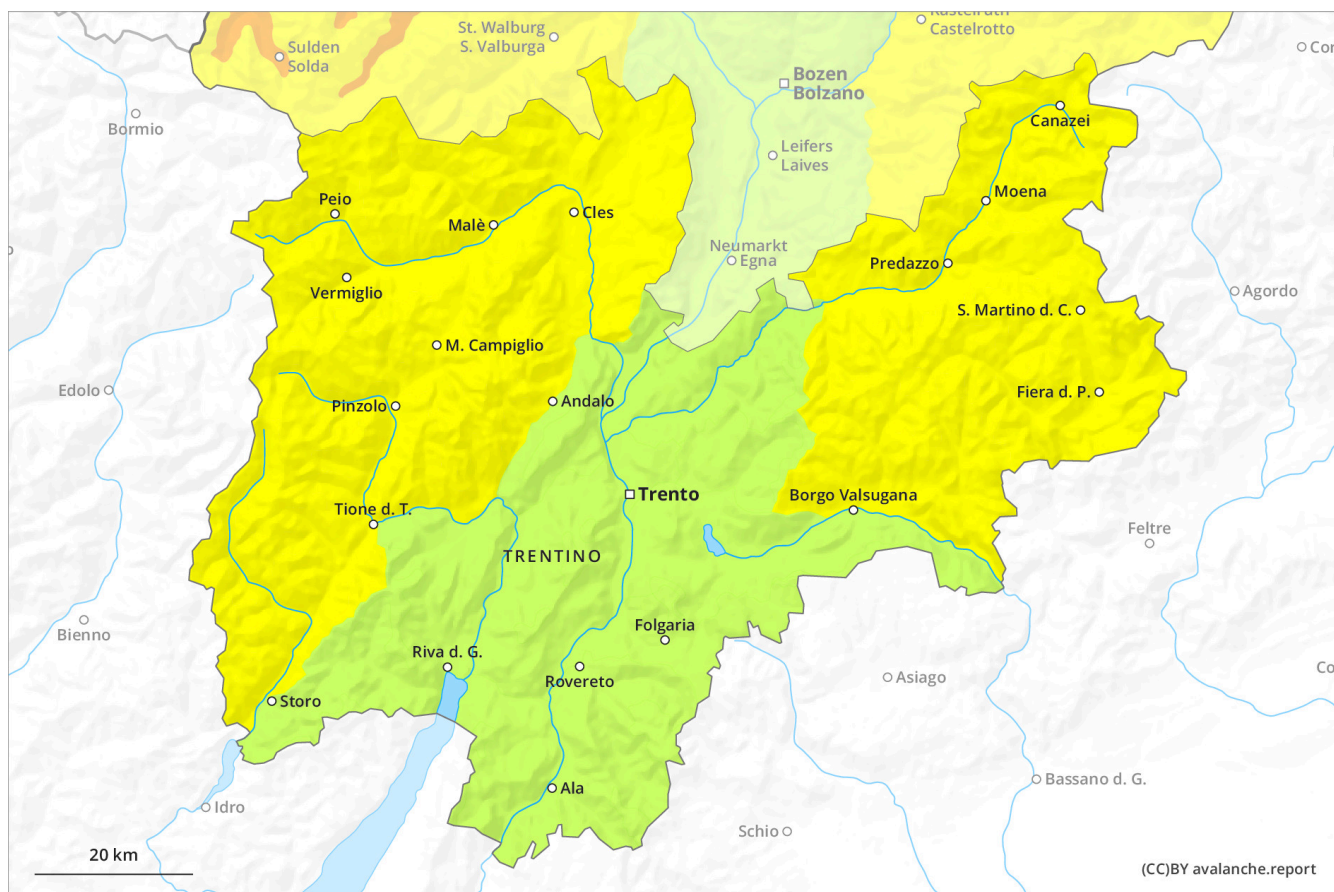 Kastelruth
Castelrotto
St. Walburg
S. Valburga
Sulden
Solda
Bozen
Bolzano
Bormio
Canazei
Leifers
Laives
Peio
Malè
Cles
Moena
Neumarkt
Egna
Predazzo
Vermiglio
Agordo
S. Martino d. C.
M. Campiglio
Edolo
Pinzolo
Andalo
Fiera d. P.
Trento
Borgo Valsugana
Tione d. T.
Feltre
TRENTINO
Bienno
Folgaria
Riva d. G.
Rovereto
Asiago
Storo
Ala
Bassano d. G.
Idro
Schio
20 km
(CC)BY avalanche.report